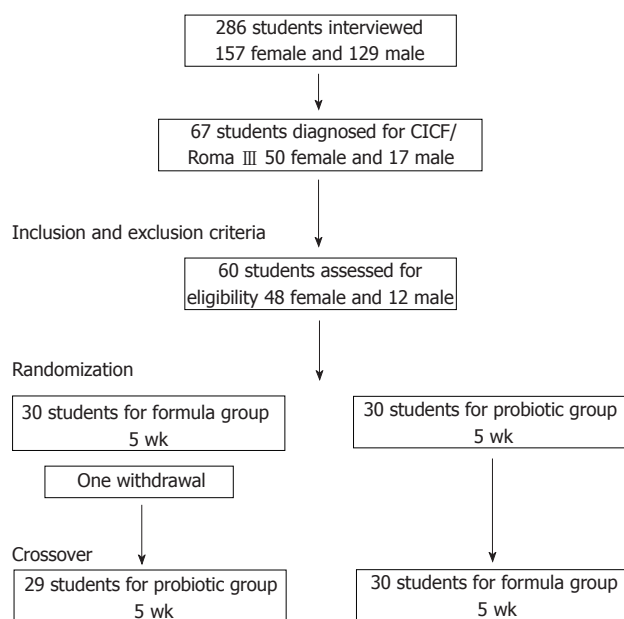 286 students interviewed
157 female and 129 male
67 students diagnosed for CICF/
Roma Ⅲ 50 female and 17 male
Inclusion and exclusion criteria
60 students assessed for
eligibility 48 female and 12 male
Randomization
30 students for formula group
5 wk
30 students for probiotic group
5 wk
One withdrawal
Crossover
29 students for probiotic group
5 wk
30 students for formula group
5 wk